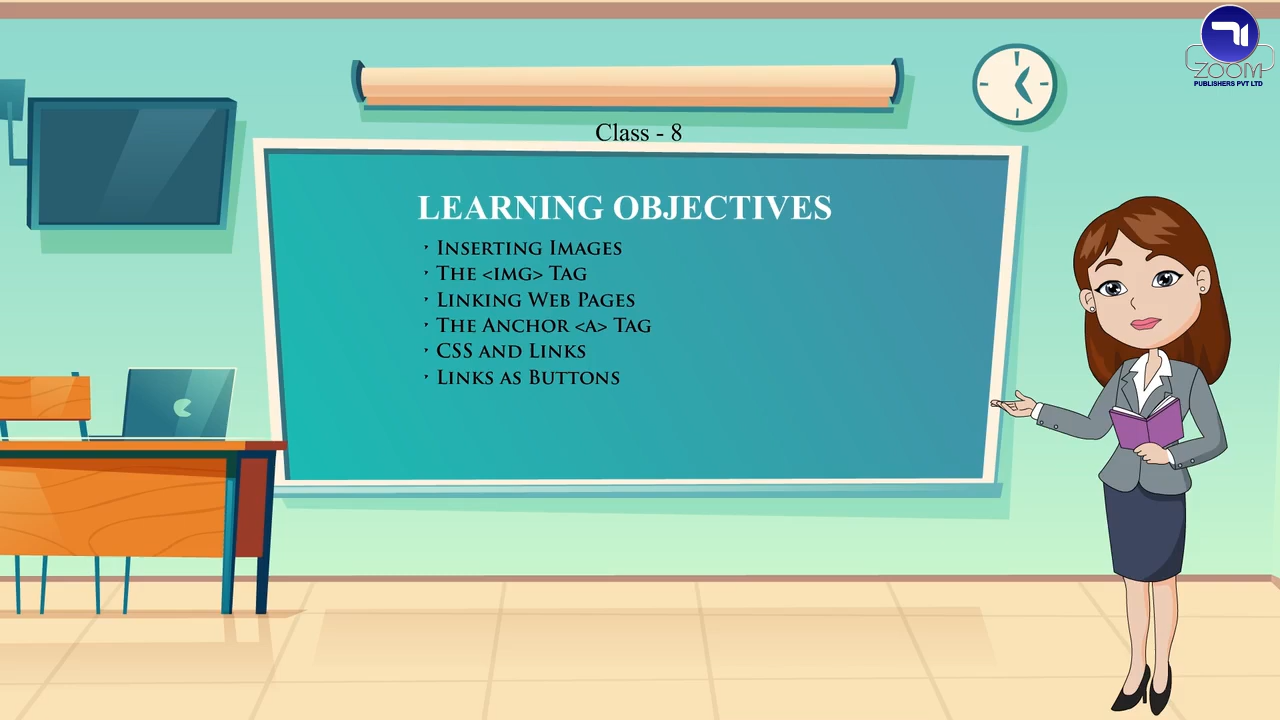 ZOOM
PUBLISHERS PVT LTD
Class - 8
LEARNING OBJECTIVES
· INSERTING IMAGES
· THE <IMG> TAG
· LINKING WEB PAGES
· THE ANCHOR <A> TAG
· CSS AND LINKS
· LINKS AS BUTTONS